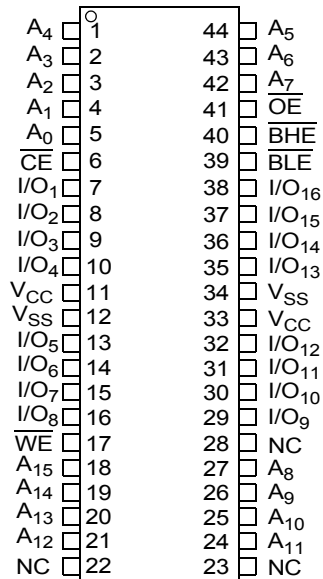 A4 1 44 A5
A3 2 43 A6
A2 3 42 A7
A1 4 41 OE
A0 5 40 BHE
CE 6 39 BLE
I/O1 7 38 I/O16
I/O2 8 37 I/O15
I/O3 9 36 I/O14
I/O4 10 35 I/O13
VCC 11 34 VSS
VSS 12 33 VCC
I/O5 13 32 I/O12
I/O6 14 31 I/O11
I/O7 15 30 I/O10
I/O8 16 29 I/O9
WE 17 28 NC
A15 18 27 A8
A14 19 26 A9
A13 20 25 A10
A12 21 24 A11
NC 22 23 NC